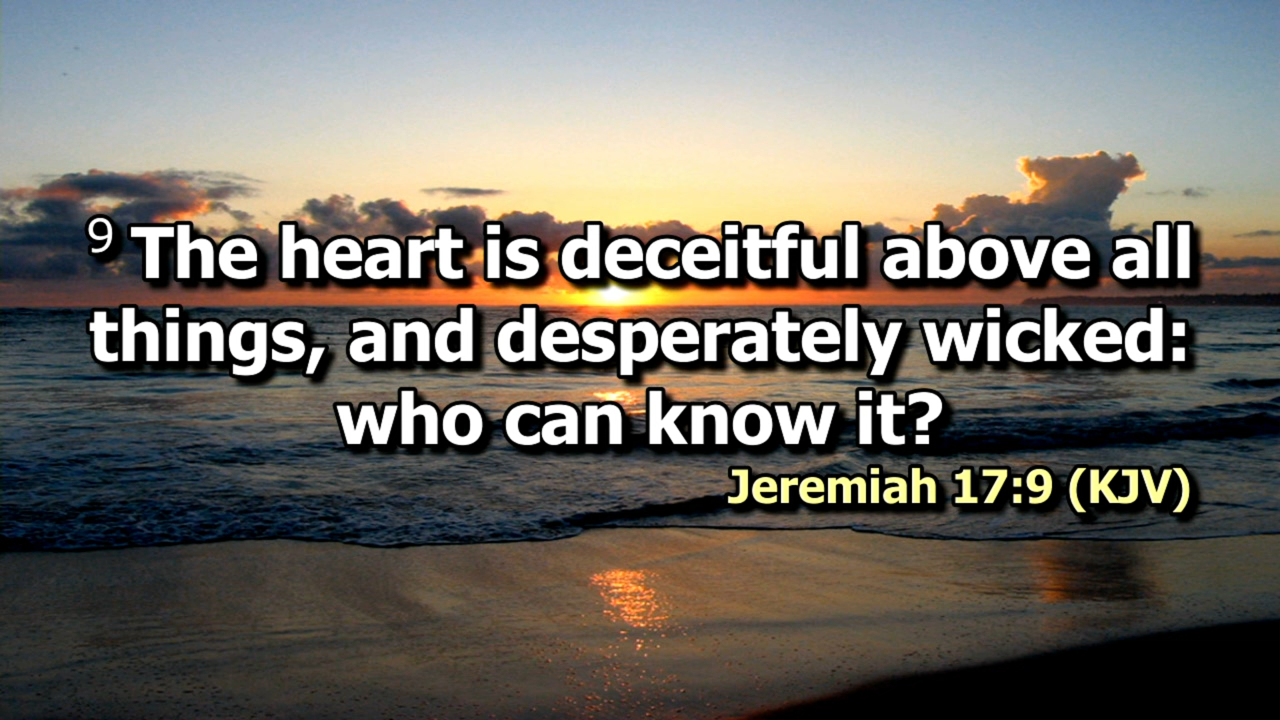 9 The heart is deceitful above all
things, and desperately wicked:
who can know it?
Jeremiah 17:9 (KJV)